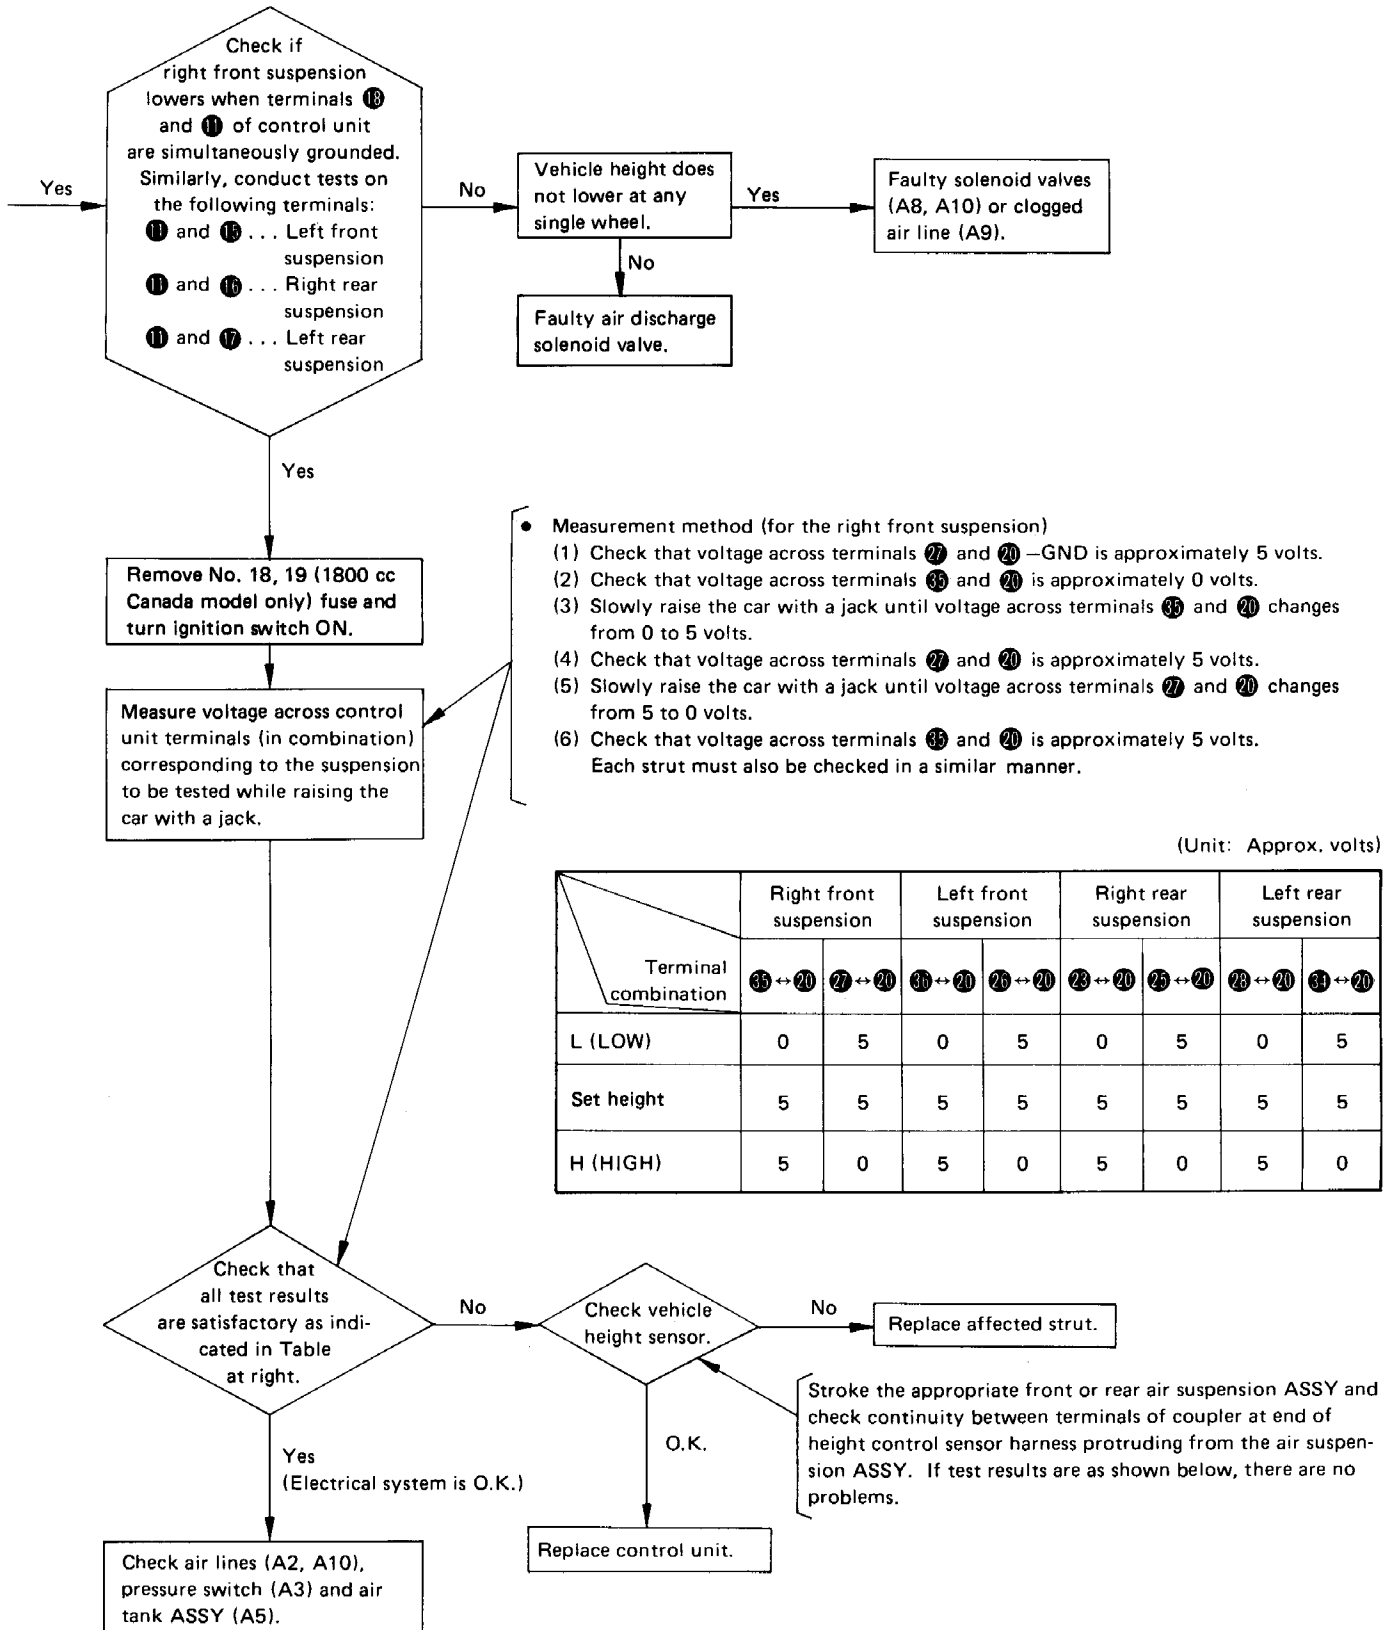 Yes
Check if
right front suspension
lowers when terminals 18
and 11 of control unit
are simultaneously grounded.
Similarly, conduct tests on
the following terminals:
11 and 15 ... Left front
suspension
11 and 16 ... Right rear
suspension
11 and 17 ... Left rear
suspension
No
Vehicle height does
not lower at any
single wheel.
Yes
Faulty solenoid valves
(A8, A10) or clogged
air line (A9).
No
Faulty air discharge
solenoid valve.
Yes
Remove No. 18, 19 (1800 cc
Canada model only) fuse and
turn ignition switch ON.
Measure voltage across control
unit terminals (in combination)
corresponding to the suspension
to be tested while raising the
car with a jack.
• Measurement method (for the right front suspension)
(1) Check that voltage across terminals 27 and 20 –GND is approximately 5 volts.
(2) Check that voltage across terminals 35 and 20 is approximately 0 volts.
(3) Slowly raise the car with a jack until voltage across terminals 35 and 20 changes
from 0 to 5 volts.
(4) Check that voltage across terminals 27 and 20 is approximately 5 volts.
(5) Slowly raise the car with a jack until voltage across terminals 27 and 20 changes
from 5 to 0 volts.
(6) Check that voltage across terminals 35 and 20 is approximately 5 volts.
Each strut must also be checked in a similar manner.
(Unit: Approx. volts)
Right front suspension Left front suspension Right rear suspension Left rear suspension
Terminal combination 35↔20 27↔20 36↔20 26↔20 23↔20 25↔20 28↔20 34↔20
L (LOW) 0 5 0 5 0 5 0 5
Set height 5 5 5 5 5 5 5 5
H (HIGH) 5 0 5 0 5 0 5 0
Check that
all test results
are satisfactory as indi-
cated in Table
at right.
No
Check vehicle
height sensor.
No
Replace affected strut.
Stroke the appropriate front or rear air suspension ASSY and
check continuity between terminals of coupler at end of
height control sensor harness protruding from the air suspen-
sion ASSY. If test results are as shown below, there are no
problems.
O.K.
Replace control unit.
Yes
(Electrical system is O.K.)
Check air lines (A2, A10),
pressure switch (A3) and air
tank ASSY (A5).